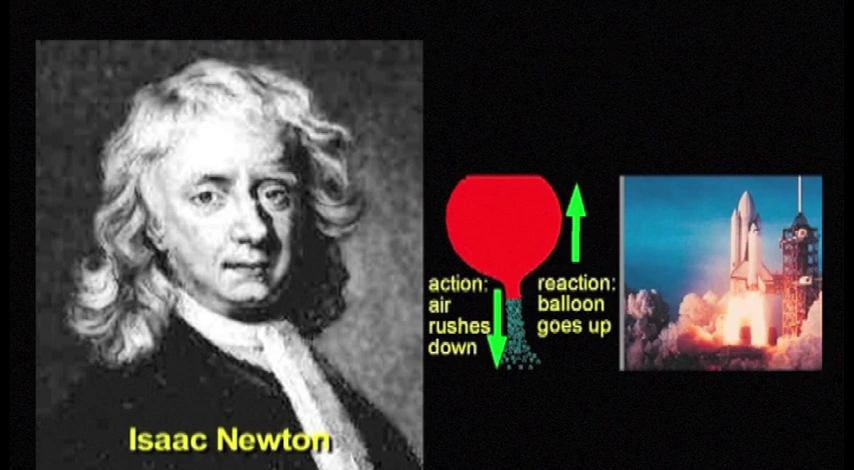 Isaac Newton
action:
air
rushes
down
reaction:
balloon
goes up